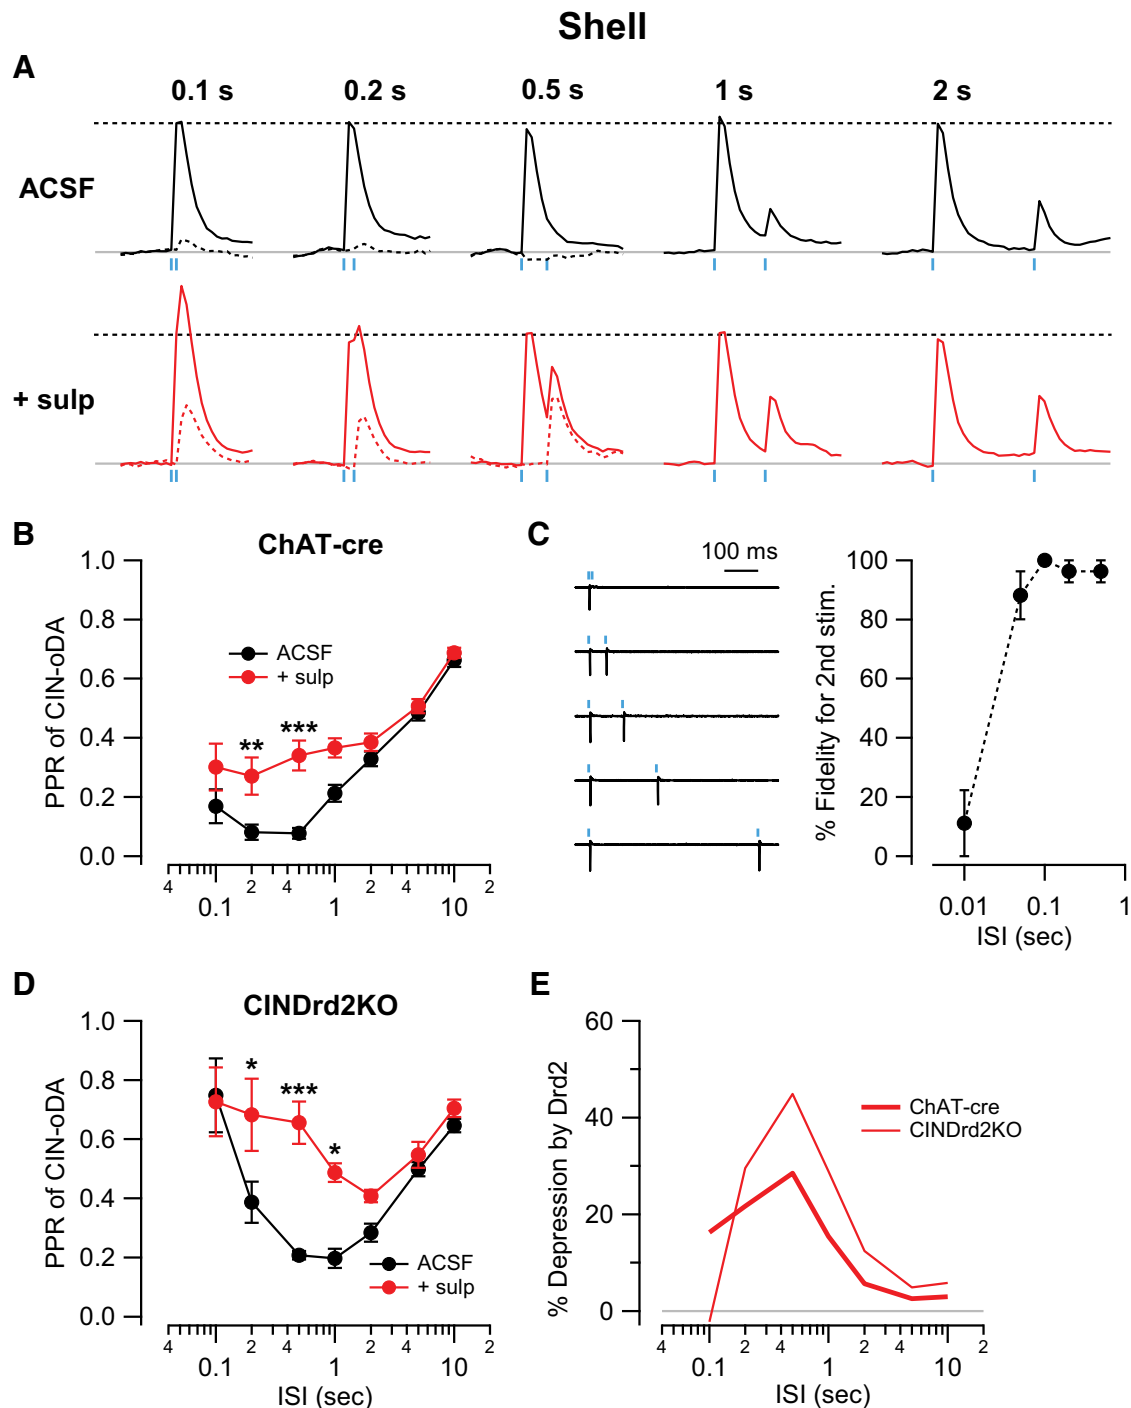 Shell
A
0.1 s 0.2 s 0.5 s 1 s 2 s
ACSF
+ sulp
B
ChAT-cre
PPR of CIN-oDA
1.0
0.8
0.6
0.4
0.2
0.0
ACSF
+ sulp
** ***
4 2 4 2 4 2
0.1 1 10
C
100 ms
% Fidelity for 2nd stim.
100
80
60
40
20
0
0.01 0.1 1
ISI (sec)
D
CINDrd2KO
PPR of CIN-oDA
1.0
0.8
0.6
0.4
0.2
0.0
* *** *
ACSF
+ sulp
4 2 4 2 4 2
0.1 1 10
ISI (sec)
E
% Depression by Drd2
60
40
20
0
ChAT-cre
CINDrd2KO
4 2 4 2 4 2
0.1 1 10
ISI (sec)